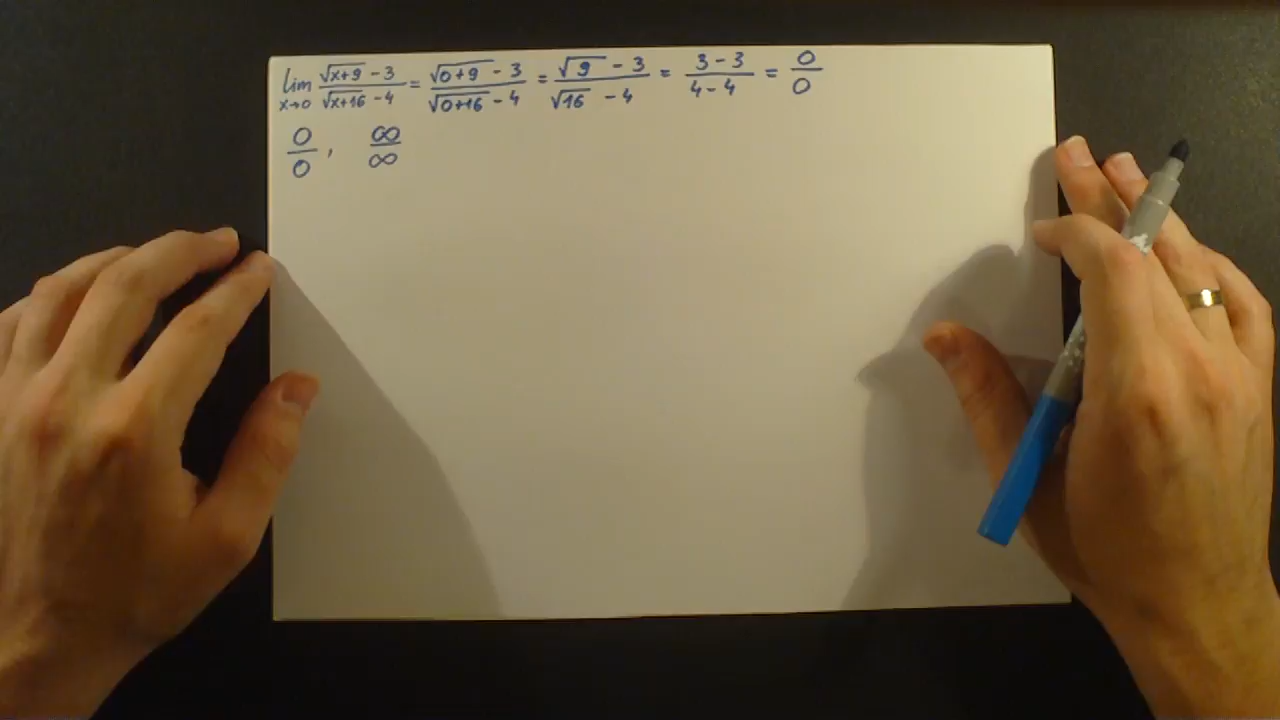 lim x→0 (√(x+9) - 3)/(√(x+16) - 4) = (√(0+9) - 3)/(√(0+16) - 4) = (√9 - 3)/(√16 - 4) = (3 - 3)/(4 - 4) = 0/0
0/0 , ∞/∞